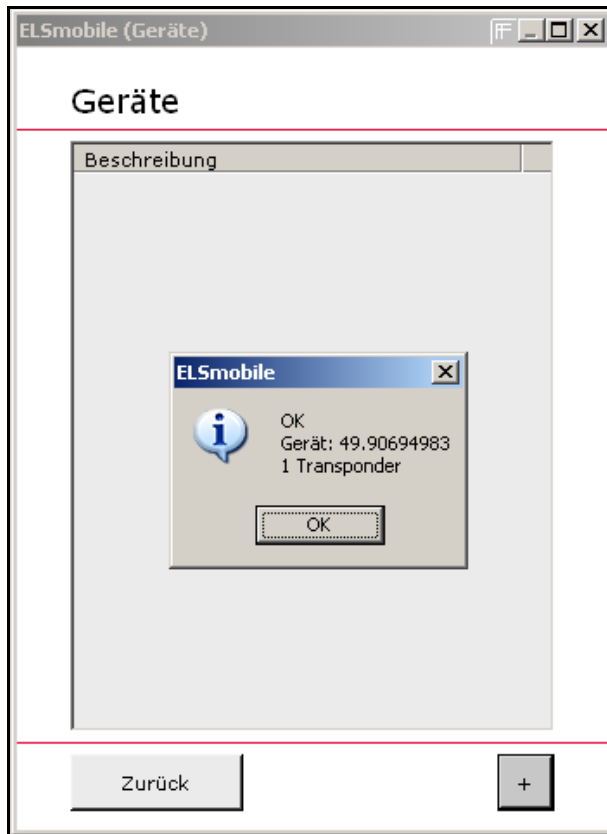 ELSmobile (Geräte)
Geräte
Beschreibung
ELSmobile
OK
Gerät: 49.90694983
1 Transponder
OK
Zurück
+